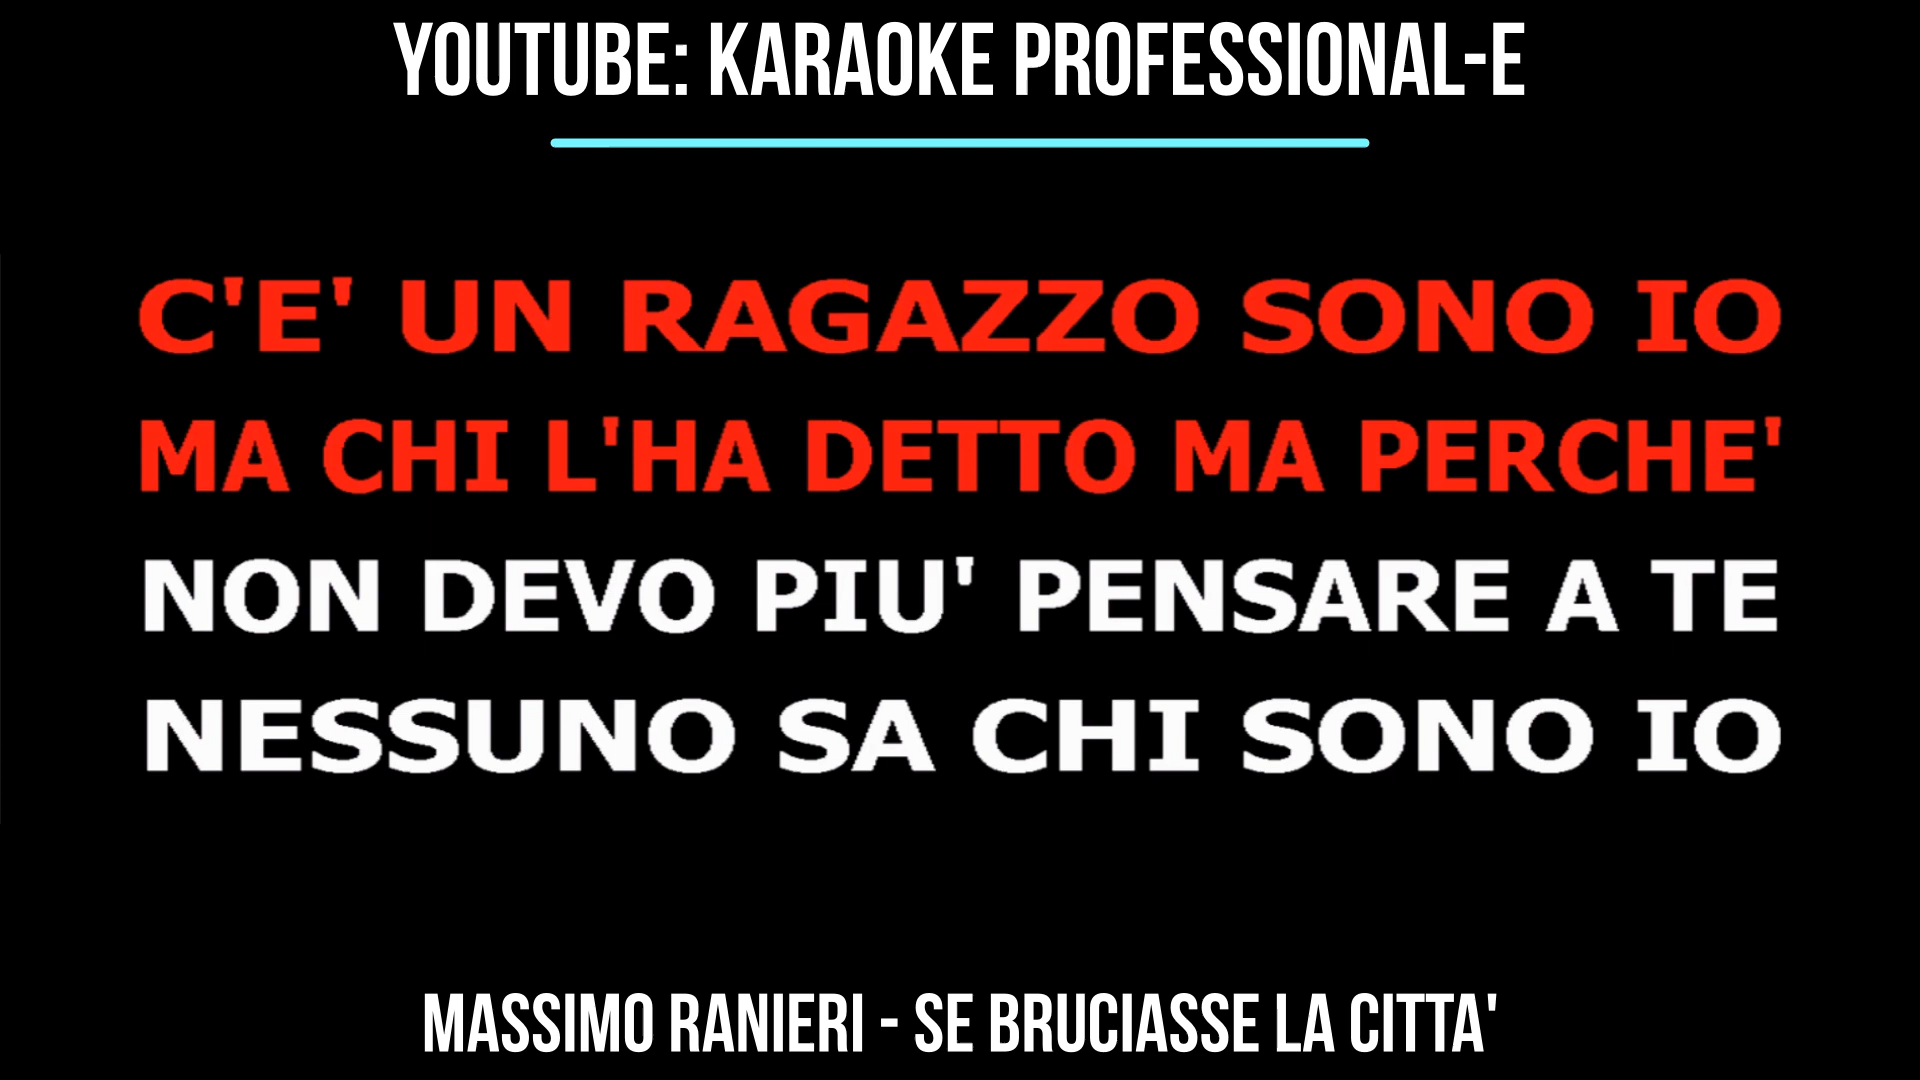 YOUTUBE: KARAOKE PROFESSIONAL-E
C'E' UN RAGAZZO SONO IO
MA CHI L'HA DETTO MA PERCHE'
NON DEVO PIU' PENSARE A TE
NESSUNO SA CHI SONO IO
MASSIMO RANIERI - SE BRUCIASSE LA CITTA'